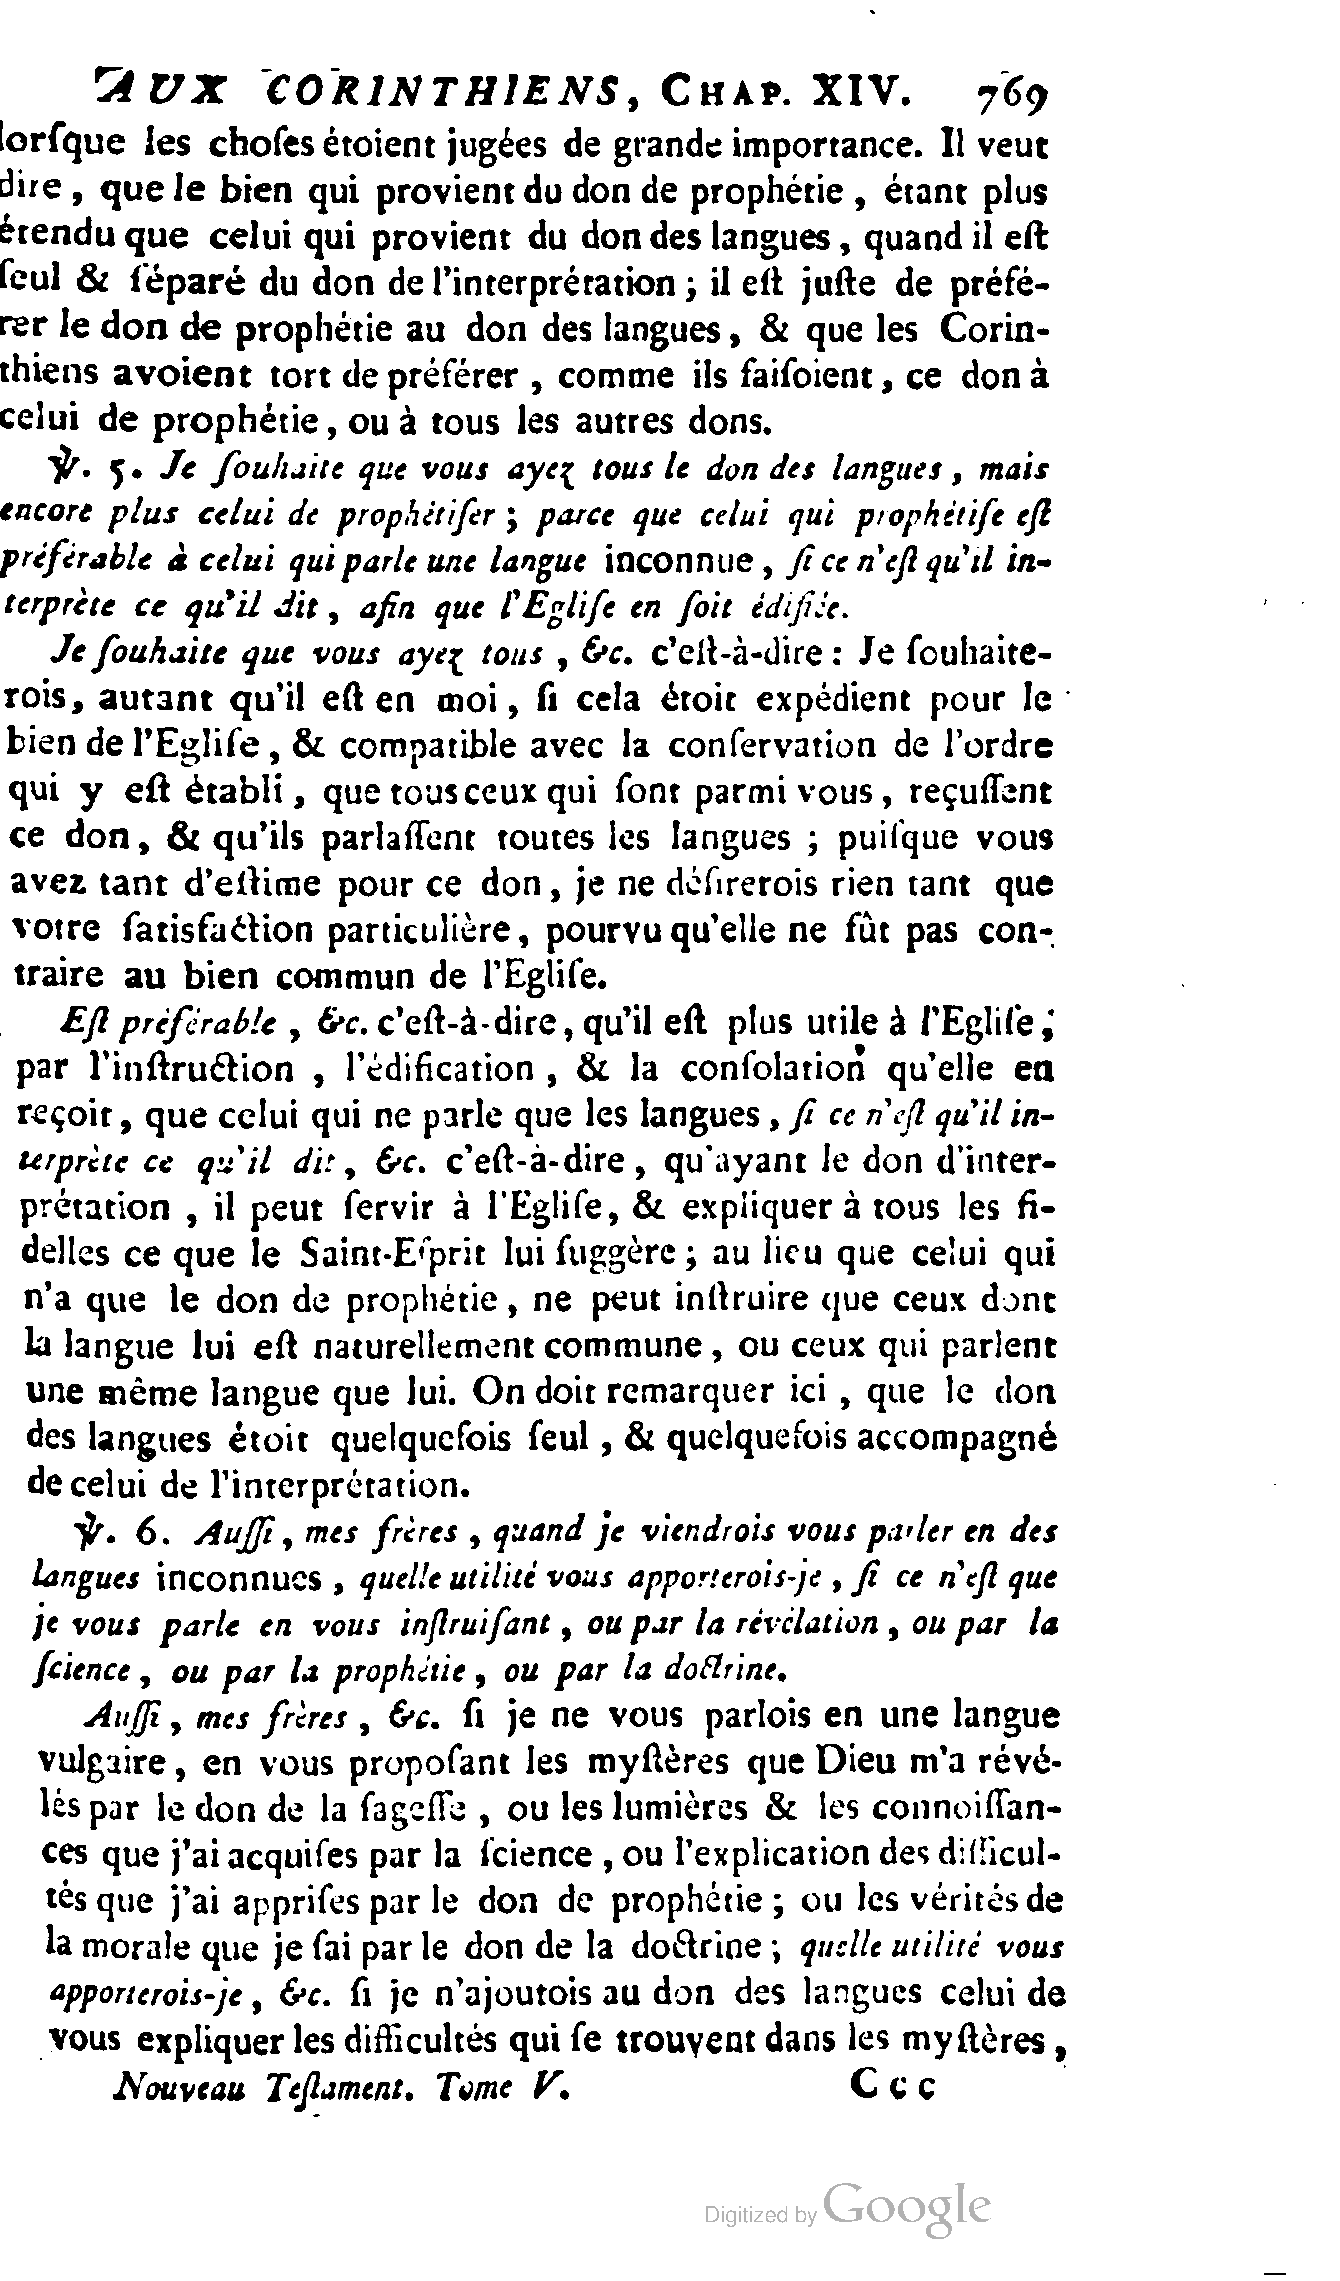 AUX CORINTHIENS, CHAP. XIV. 769
lorſque les choſes étoient jugées de grande importance. Il veut
dire, que le bien qui provient du don de prophétie, étant plus
étendu que celui qui provient du don des langues, quand il eſt
ſeul & ſéparé du don de l'interprétation; il eſt juſte de préfé-
rer le don de prophétie au don des langues, & que les Corin-
thiens avoient tort de préférer, comme ils faiſoient, ce don à
celui de prophétie, ou à tous les autres dons.
℣. 5. Je ſouhaite que vous ayez tous le don des langues, mais
encore plus celui de prophétiſer; parce que celui qui prophétiſe eſt
préférable à celui qui parle une langue inconnue, ſi ce n'eſt qu'il in-
terprète ce qu'il dit, afin que l'Egliſe en ſoit édifiée.
Je ſouhaite que vous ayez tous, &c. c'eſt-à-dire: Je ſouhaite-
rois, autant qu'il eſt en moi, ſi cela étoit expédient pour le
bien de l'Egliſe, & compatible avec la conſervation de l'ordre
qui y eſt établi, que tous ceux qui ſont parmi vous, reçuſſent
ce don, & qu'ils parlaſſent toutes les langues; puiſque vous
avez tant d'eſtime pour ce don, je ne déſirerois rien tant que
votre ſatisfaction particulière, pourvu qu'elle ne fût pas con-
traire au bien commun de l'Egliſe.
Eſt préférable, &c. c'eſt-à-dire, qu'il eſt plus utile à l'Egliſe;
par l'inſtruction, l'édification, & la conſolation qu'elle en
reçoit, que celui qui ne parle que les langues, ſi ce n'eſt qu'il in-
terprète ce qu'il dit, &c. c'eſt-à-dire, qu'ayant le don d'inter-
prétation, il peut ſervir à l'Egliſe, & expliquer à tous les fi-
delles ce que le Saint-Eſprit lui ſuggère; au lieu que celui qui
n'a que le don de prophétie, ne peut inſtruire que ceux dont
la langue lui eſt naturellement commune, ou ceux qui parlent
une même langue que lui. On doit remarquer ici, que le don
des langues étoit quelquefois ſeul, & quelquefois accompagné
de celui de l'interprétation.
℣. 6. Auſſi, mes frères, quand je viendrois vous parler en des
langues inconnues, quelle utilité vous apporterois-je, ſi ce n'eſt que
je vous parle en vous inſtruiſant, ou par la révélation, ou par la
ſcience, ou par la prophétie, ou par la doctrine.
Auſſi, mes frères, &c. ſi je ne vous parlois en une langue
vulgaire, en vous propoſant les myſtères que Dieu m'a révé-
lés par le don de la ſageſſe, ou les lumières & les connoiſſan-
ces que j'ai acquiſes par la ſcience, ou l'explication des difficul-
tés que j'ai appriſes par le don de prophétie; ou les vérités de
la morale que je ſai par le don de la doctrine; quelle utilité vous
apporterois-je, &c. ſi je n'ajoutois au don des langues celui de
vous expliquer les difficultés qui ſe trouvent dans les myſtères,
Nouveau Teſtament. Tome V. Ccc
Digitized by Google